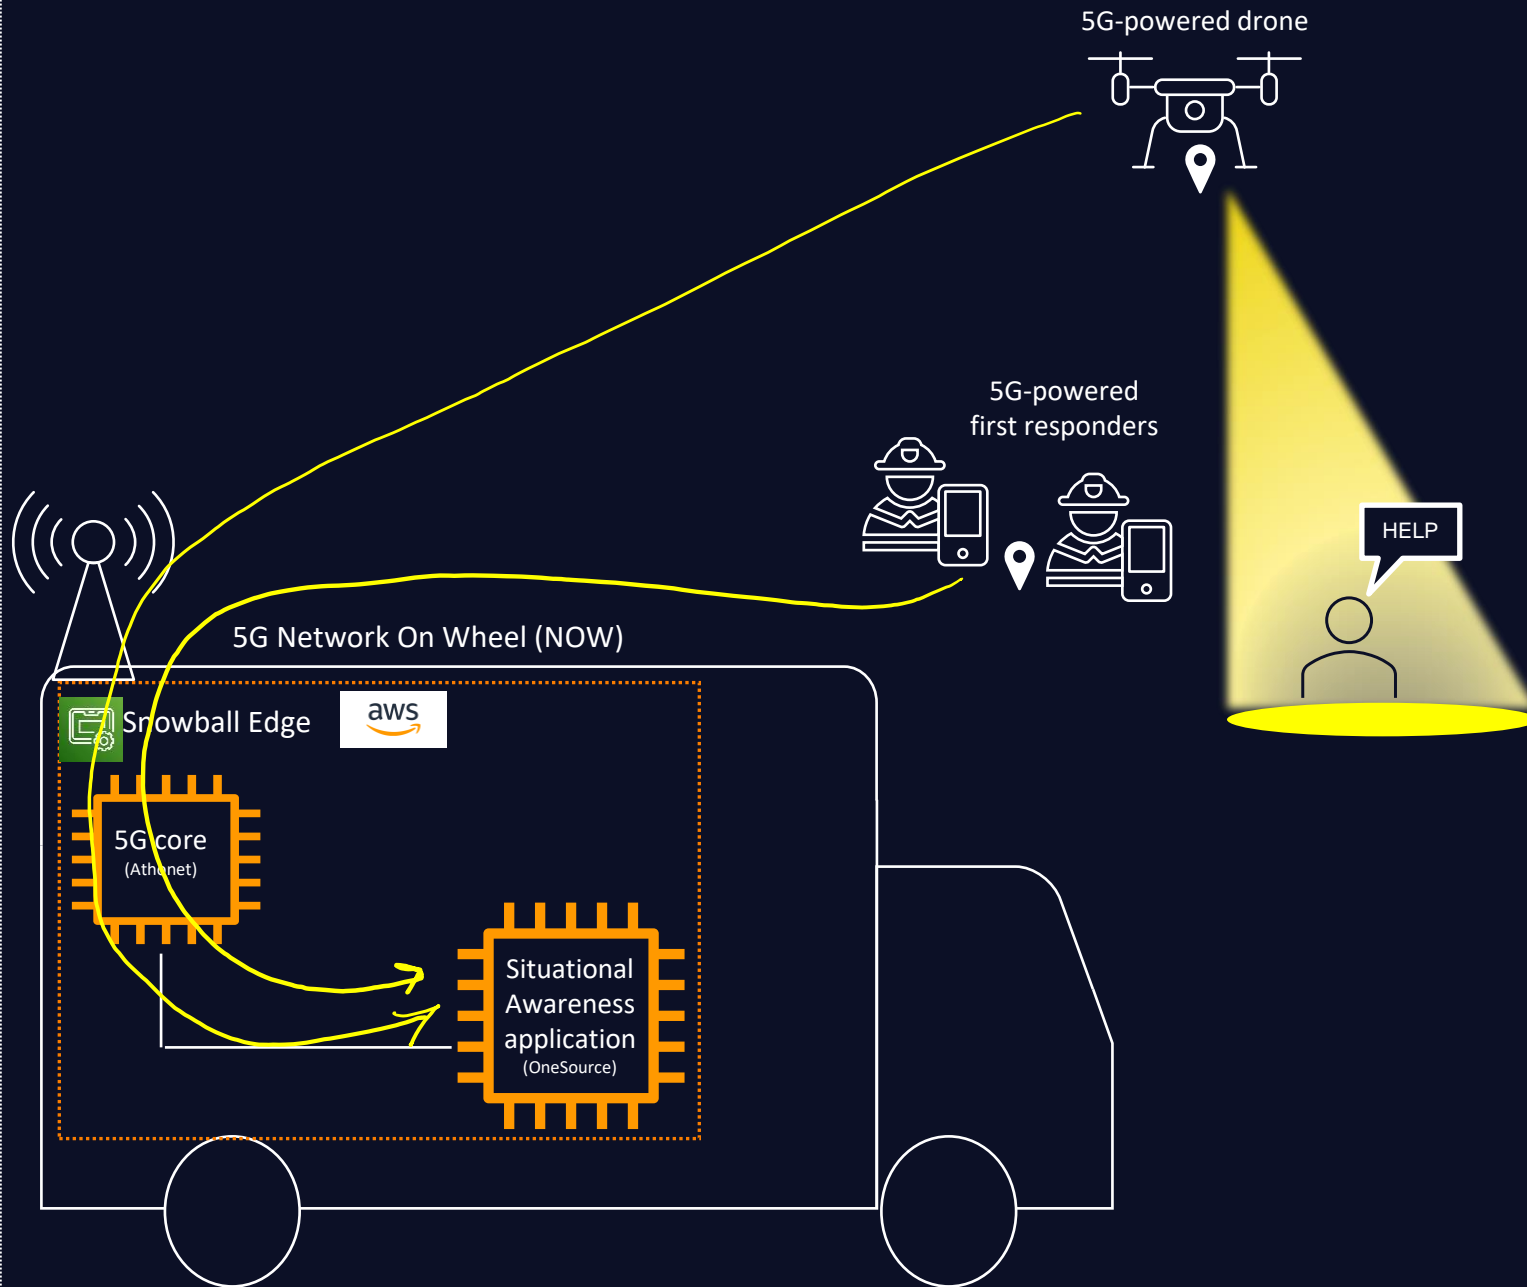 5G-powered drone
5G-powered
first responders
HELP
5G Network On Wheel (NOW)
Snowball Edge
aws
5G core
(Athonet)
Situational
Awareness
application
(OneSource)